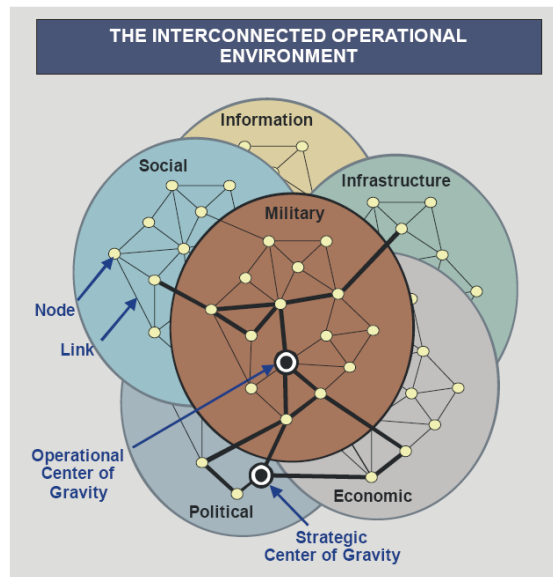 THE INTERCONNECTED OPERATIONAL
ENVIRONMENT
Information
Social
Infrastructure
Military
Node
Link
Operational
Center of
Gravity
Political
Economic
Strategic
Center of Gravity